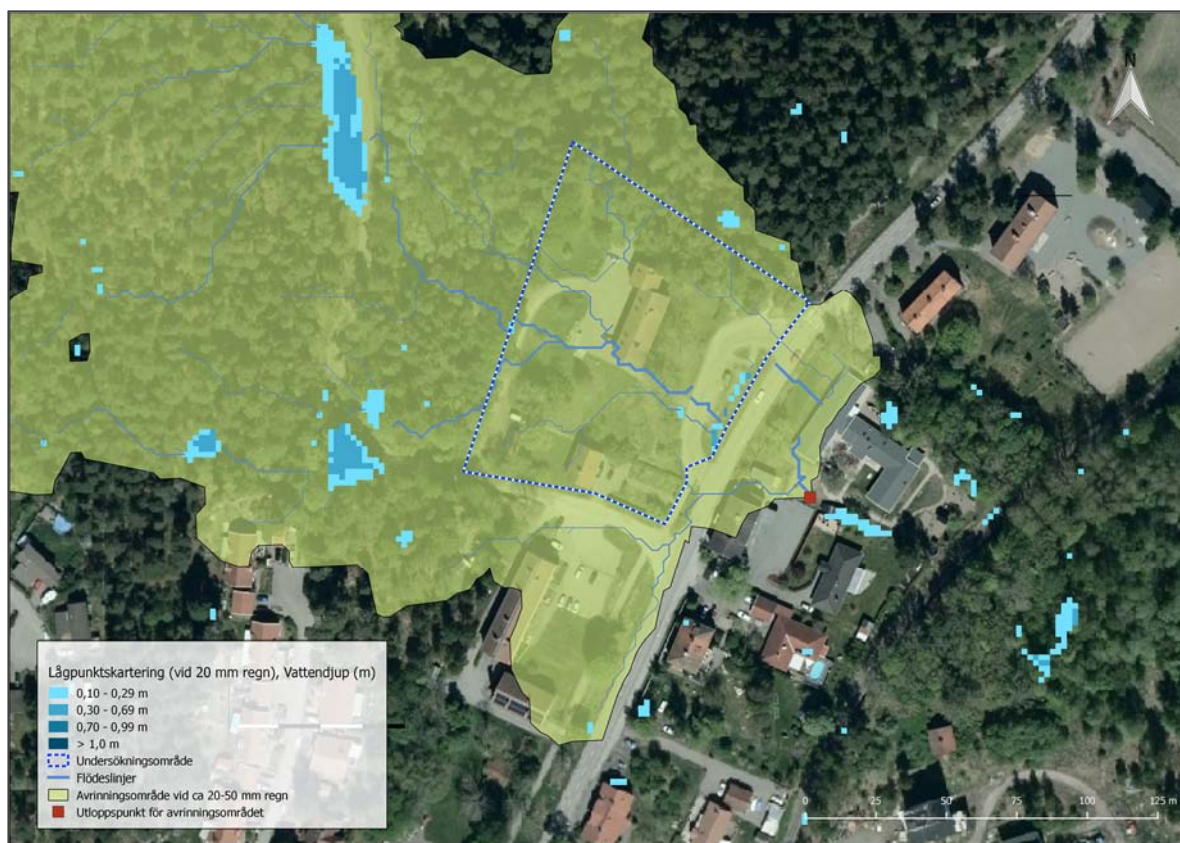 N
Lågpunktskartering (vid 20 mm regn), Vattendjup (m)
0,10 - 0,29 m
0,30 - 0,69 m
0,70 - 0,99 m
> 1,0 m
Undersökningsområde
Flödeslinjer
Avrinningsområde vid ca 20-50 mm regn
Utloppspunkt för avrinningsområdet
0 25 50 75 100 125 m